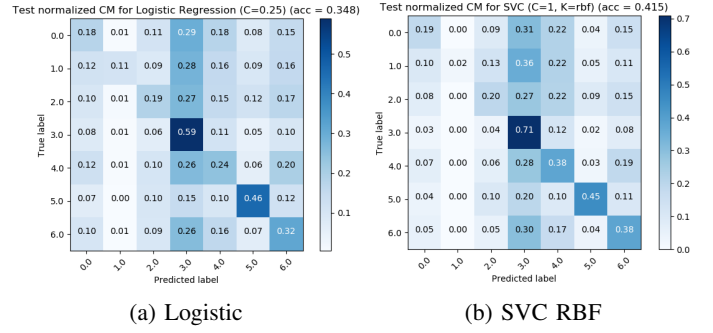 Test normalized CM for Logistic Regression (C=0.25) (acc = 0.348)
True label
0.0 0.18 0.01 0.11 0.29 0.18 0.08 0.15
1.0 0.12 0.11 0.09 0.28 0.16 0.09 0.16
2.0 0.10 0.01 0.19 0.27 0.15 0.12 0.17
3.0 0.08 0.01 0.06 0.59 0.11 0.05 0.10
4.0 0.12 0.01 0.10 0.26 0.24 0.06 0.20
5.0 0.07 0.00 0.10 0.15 0.10 0.46 0.12
6.0 0.10 0.01 0.09 0.26 0.16 0.07 0.32
0.0 1.0 2.0 3.0 4.0 5.0 6.0
Predicted label
0.5
0.4
0.3
0.2
0.1
(a) Logistic
Test normalized CM for SVC (C=1, K=rbf) (acc = 0.415)
True label
0.0 0.19 0.00 0.09 0.31 0.22 0.04 0.15
1.0 0.10 0.02 0.13 0.36 0.22 0.05 0.11
2.0 0.08 0.00 0.20 0.27 0.22 0.09 0.15
3.0 0.03 0.00 0.04 0.71 0.12 0.02 0.08
4.0 0.07 0.00 0.06 0.28 0.38 0.03 0.19
5.0 0.04 0.00 0.10 0.20 0.10 0.45 0.11
6.0 0.05 0.00 0.05 0.30 0.17 0.04 0.38
0.0 1.0 2.0 3.0 4.0 5.0 6.0
Predicted label
0.7
0.6
0.5
0.4
0.3
0.2
0.1
0.0
(b) SVC RBF